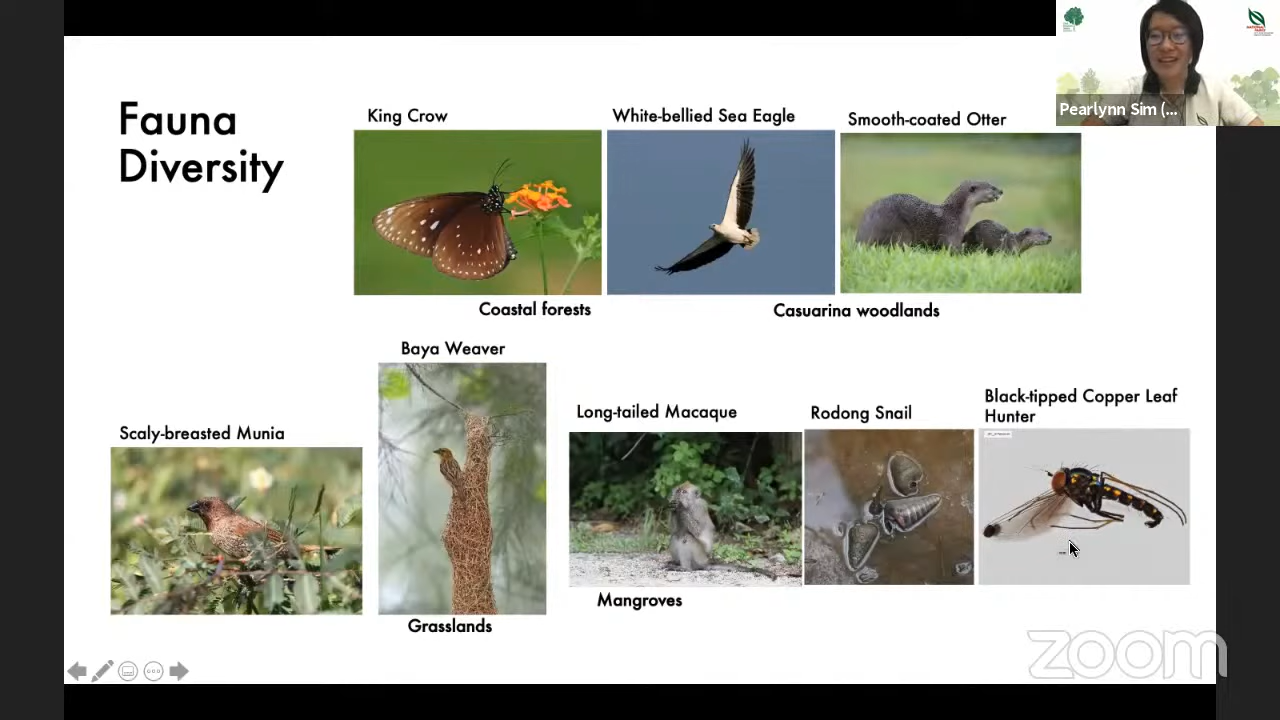 Fauna
Diversity
King Crow
White-bellied Sea Eagle
Smooth-coated Otter
Pearlynn Sim (...
Coastal forests
Casuarina woodlands
Baya Weaver
Scaly-breasted Munia
Long-tailed Macaque
Rodong Snail
Black-tipped Copper Leaf
Hunter
Mangroves
Grasslands
zoom